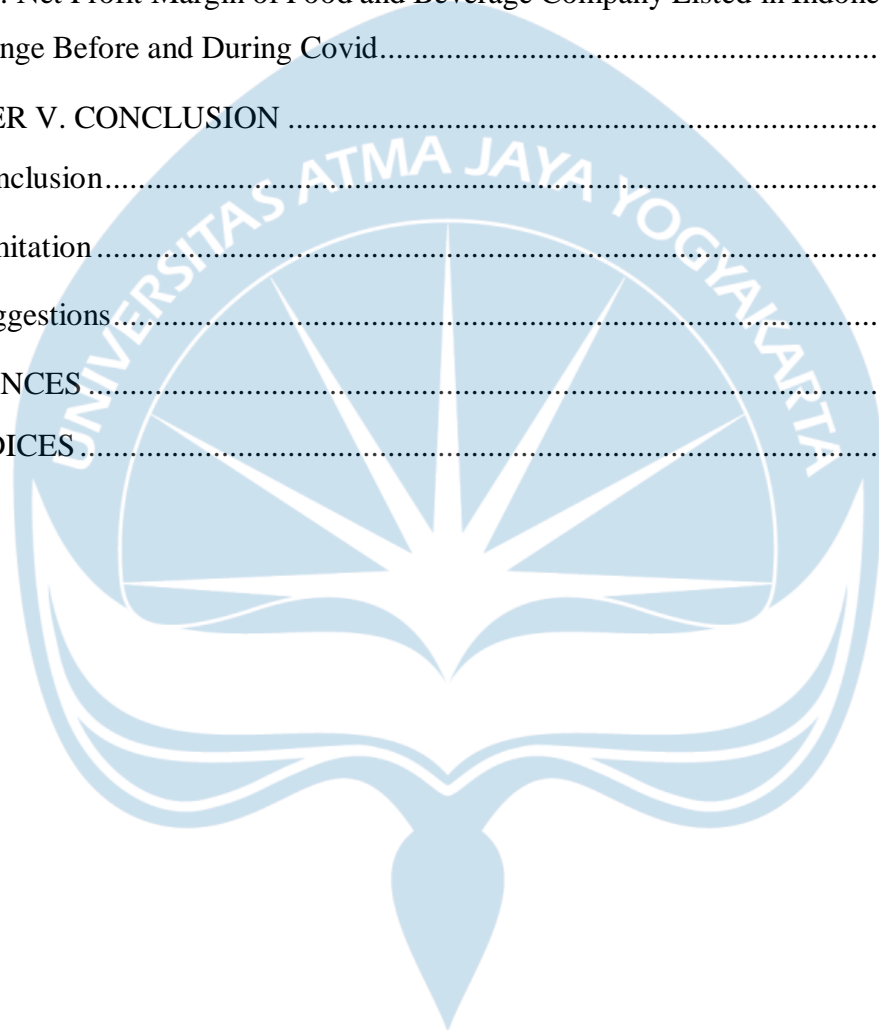 . Net Profit Margin of Food and Beverage Company Listed in Indone
nge Before and During Covid................................................................
ER V. CONCLUSION ................................................................
nclusion................................................................
mitation ................................................................
ggestions................................................................
NCES ................................................................
DICES ................................................................
UNIVERSITAS ATMA JAYA YOGYAKARTA